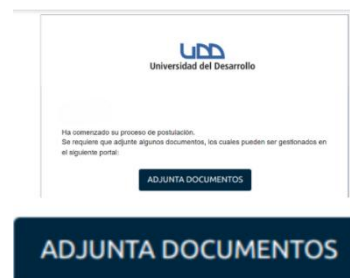 UDD
Universidad del Desarrollo
Ha comenzado su proceso de postulación.
Se requiere que adjunte algunos documentos, los cuales pueden ser gestionados en
el siguiente portal:
ADJUNTA DOCUMENTOS
ADJUNTA DOCUMENTOS